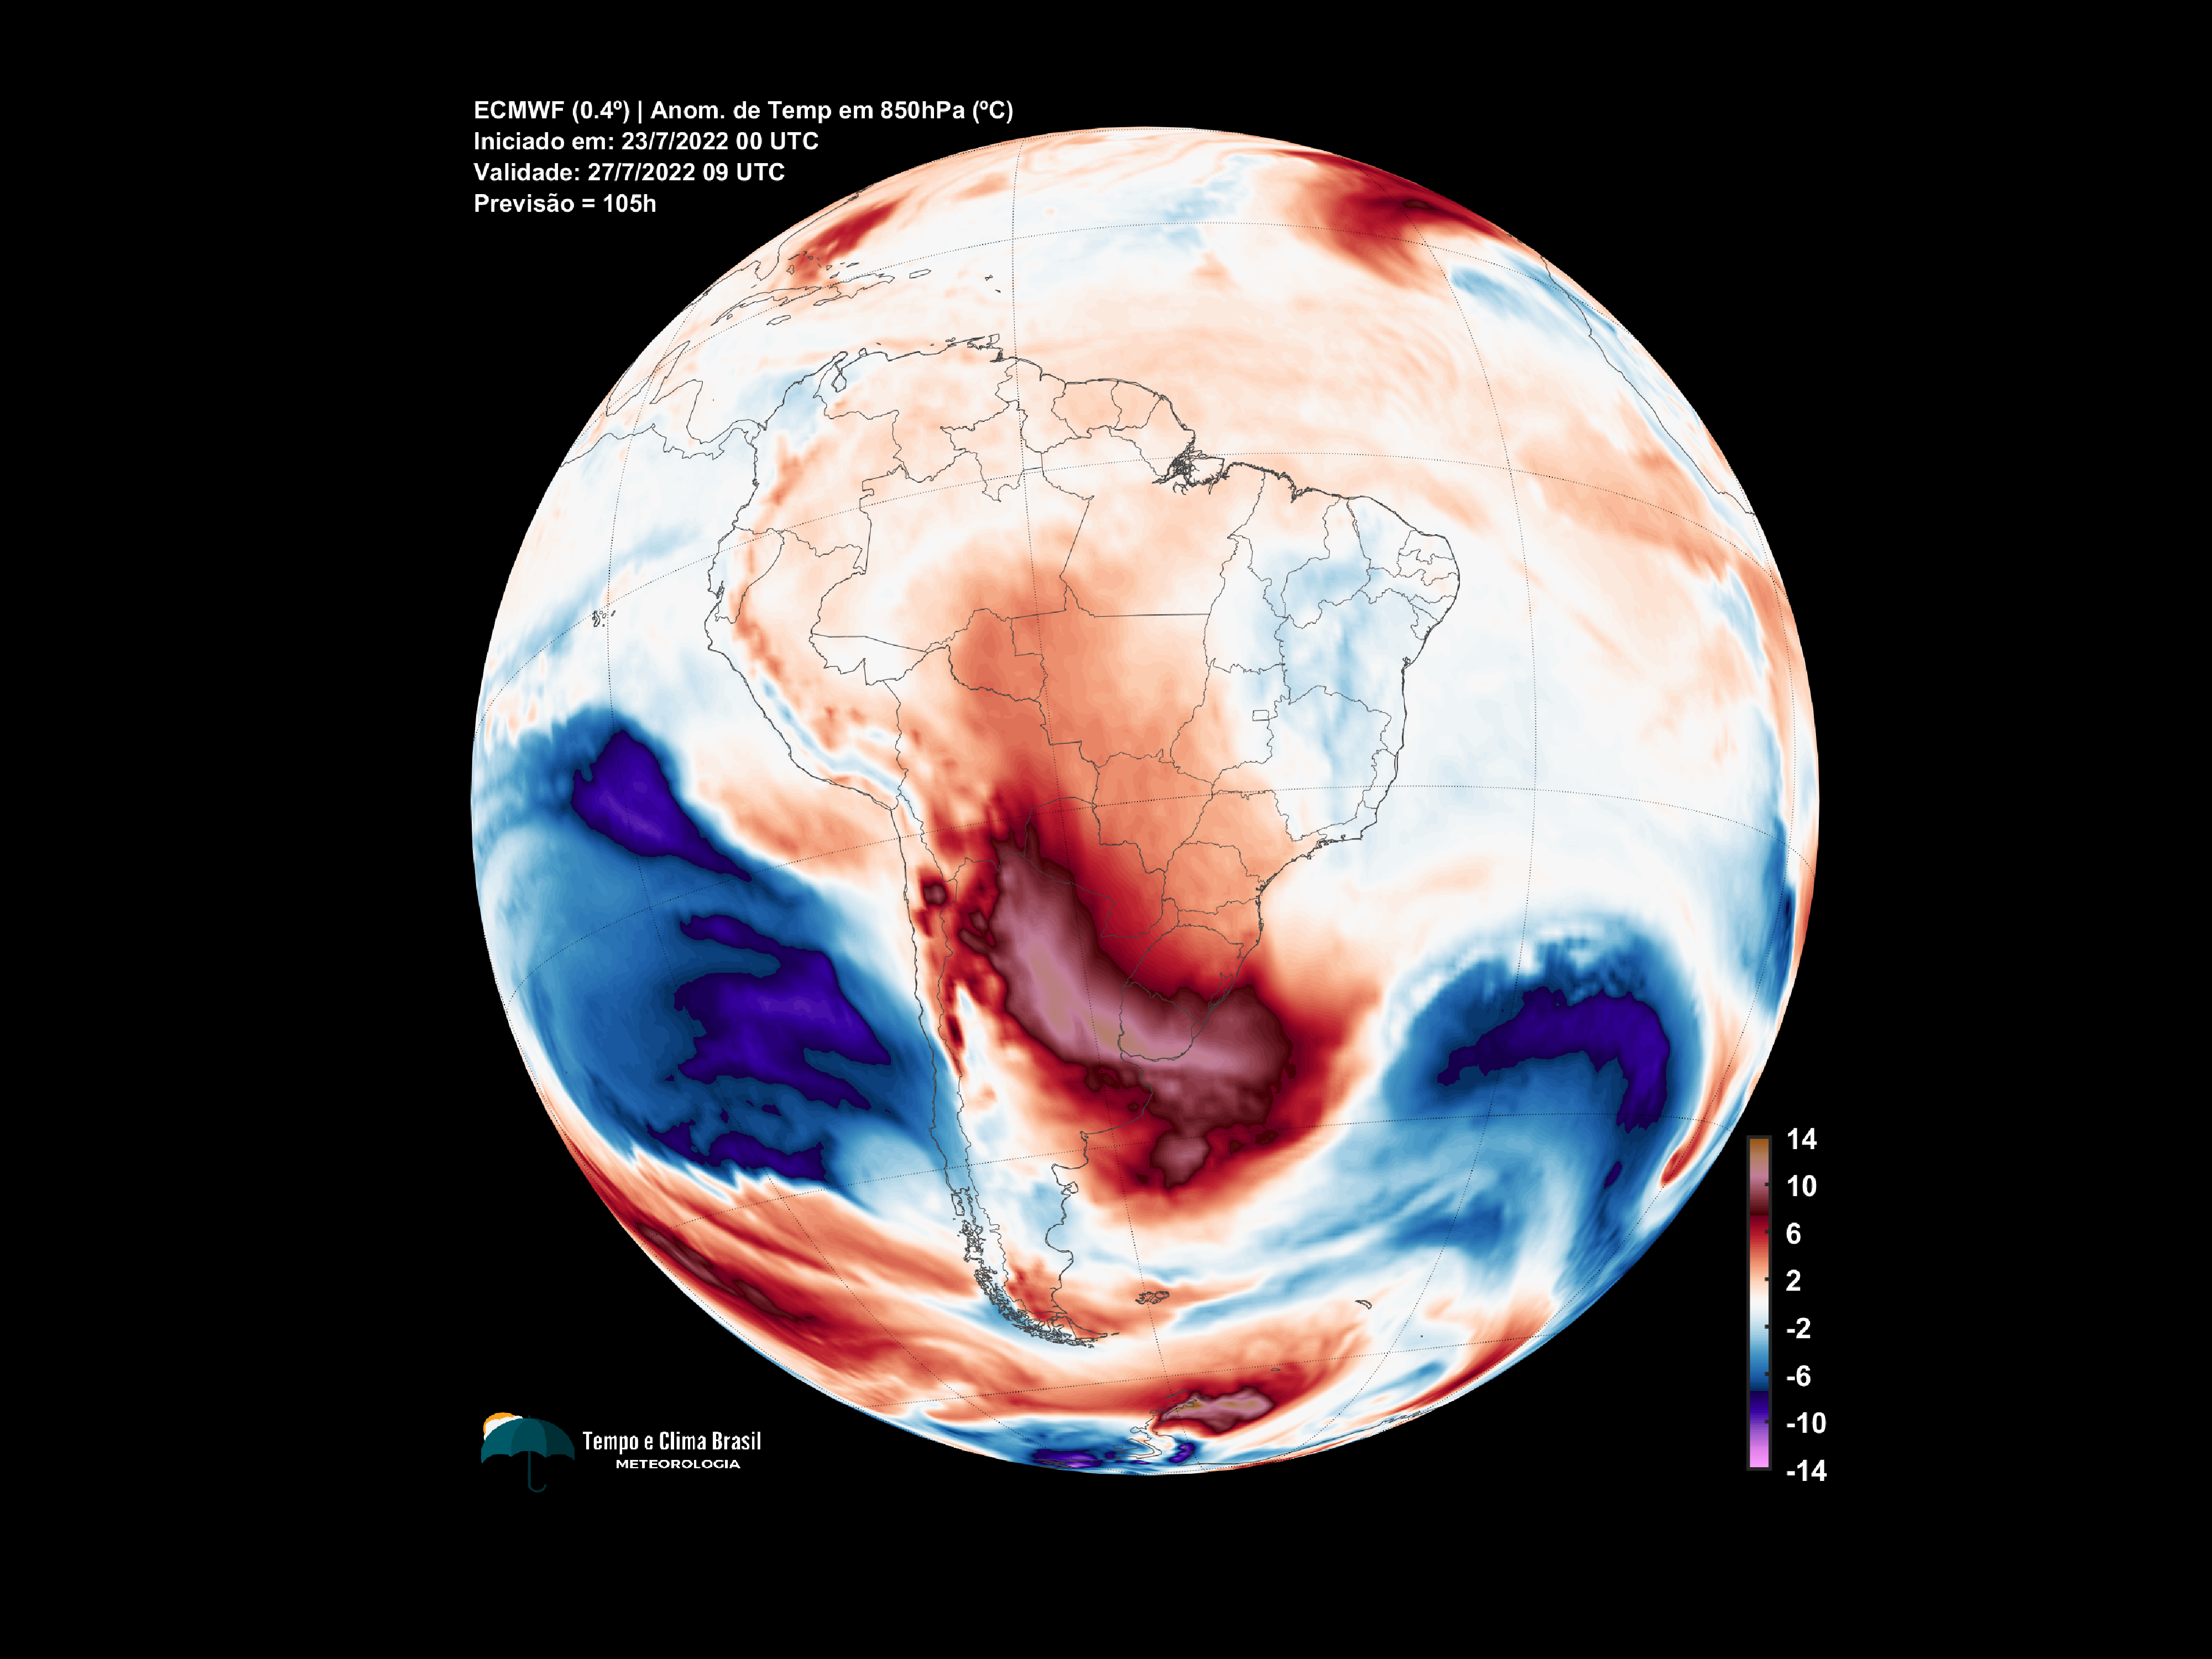 ECMWF (0.4º) | Anom. de Temp em 850hPa (ºC)
Iniciado em: 23/7/2022 00 UTC
Validade: 27/7/2022 09 UTC
Previsão = 105h
14
10
6
2
-2
-6
-10
-14
Tempo e Clima Brasil
METEOROLOGIA